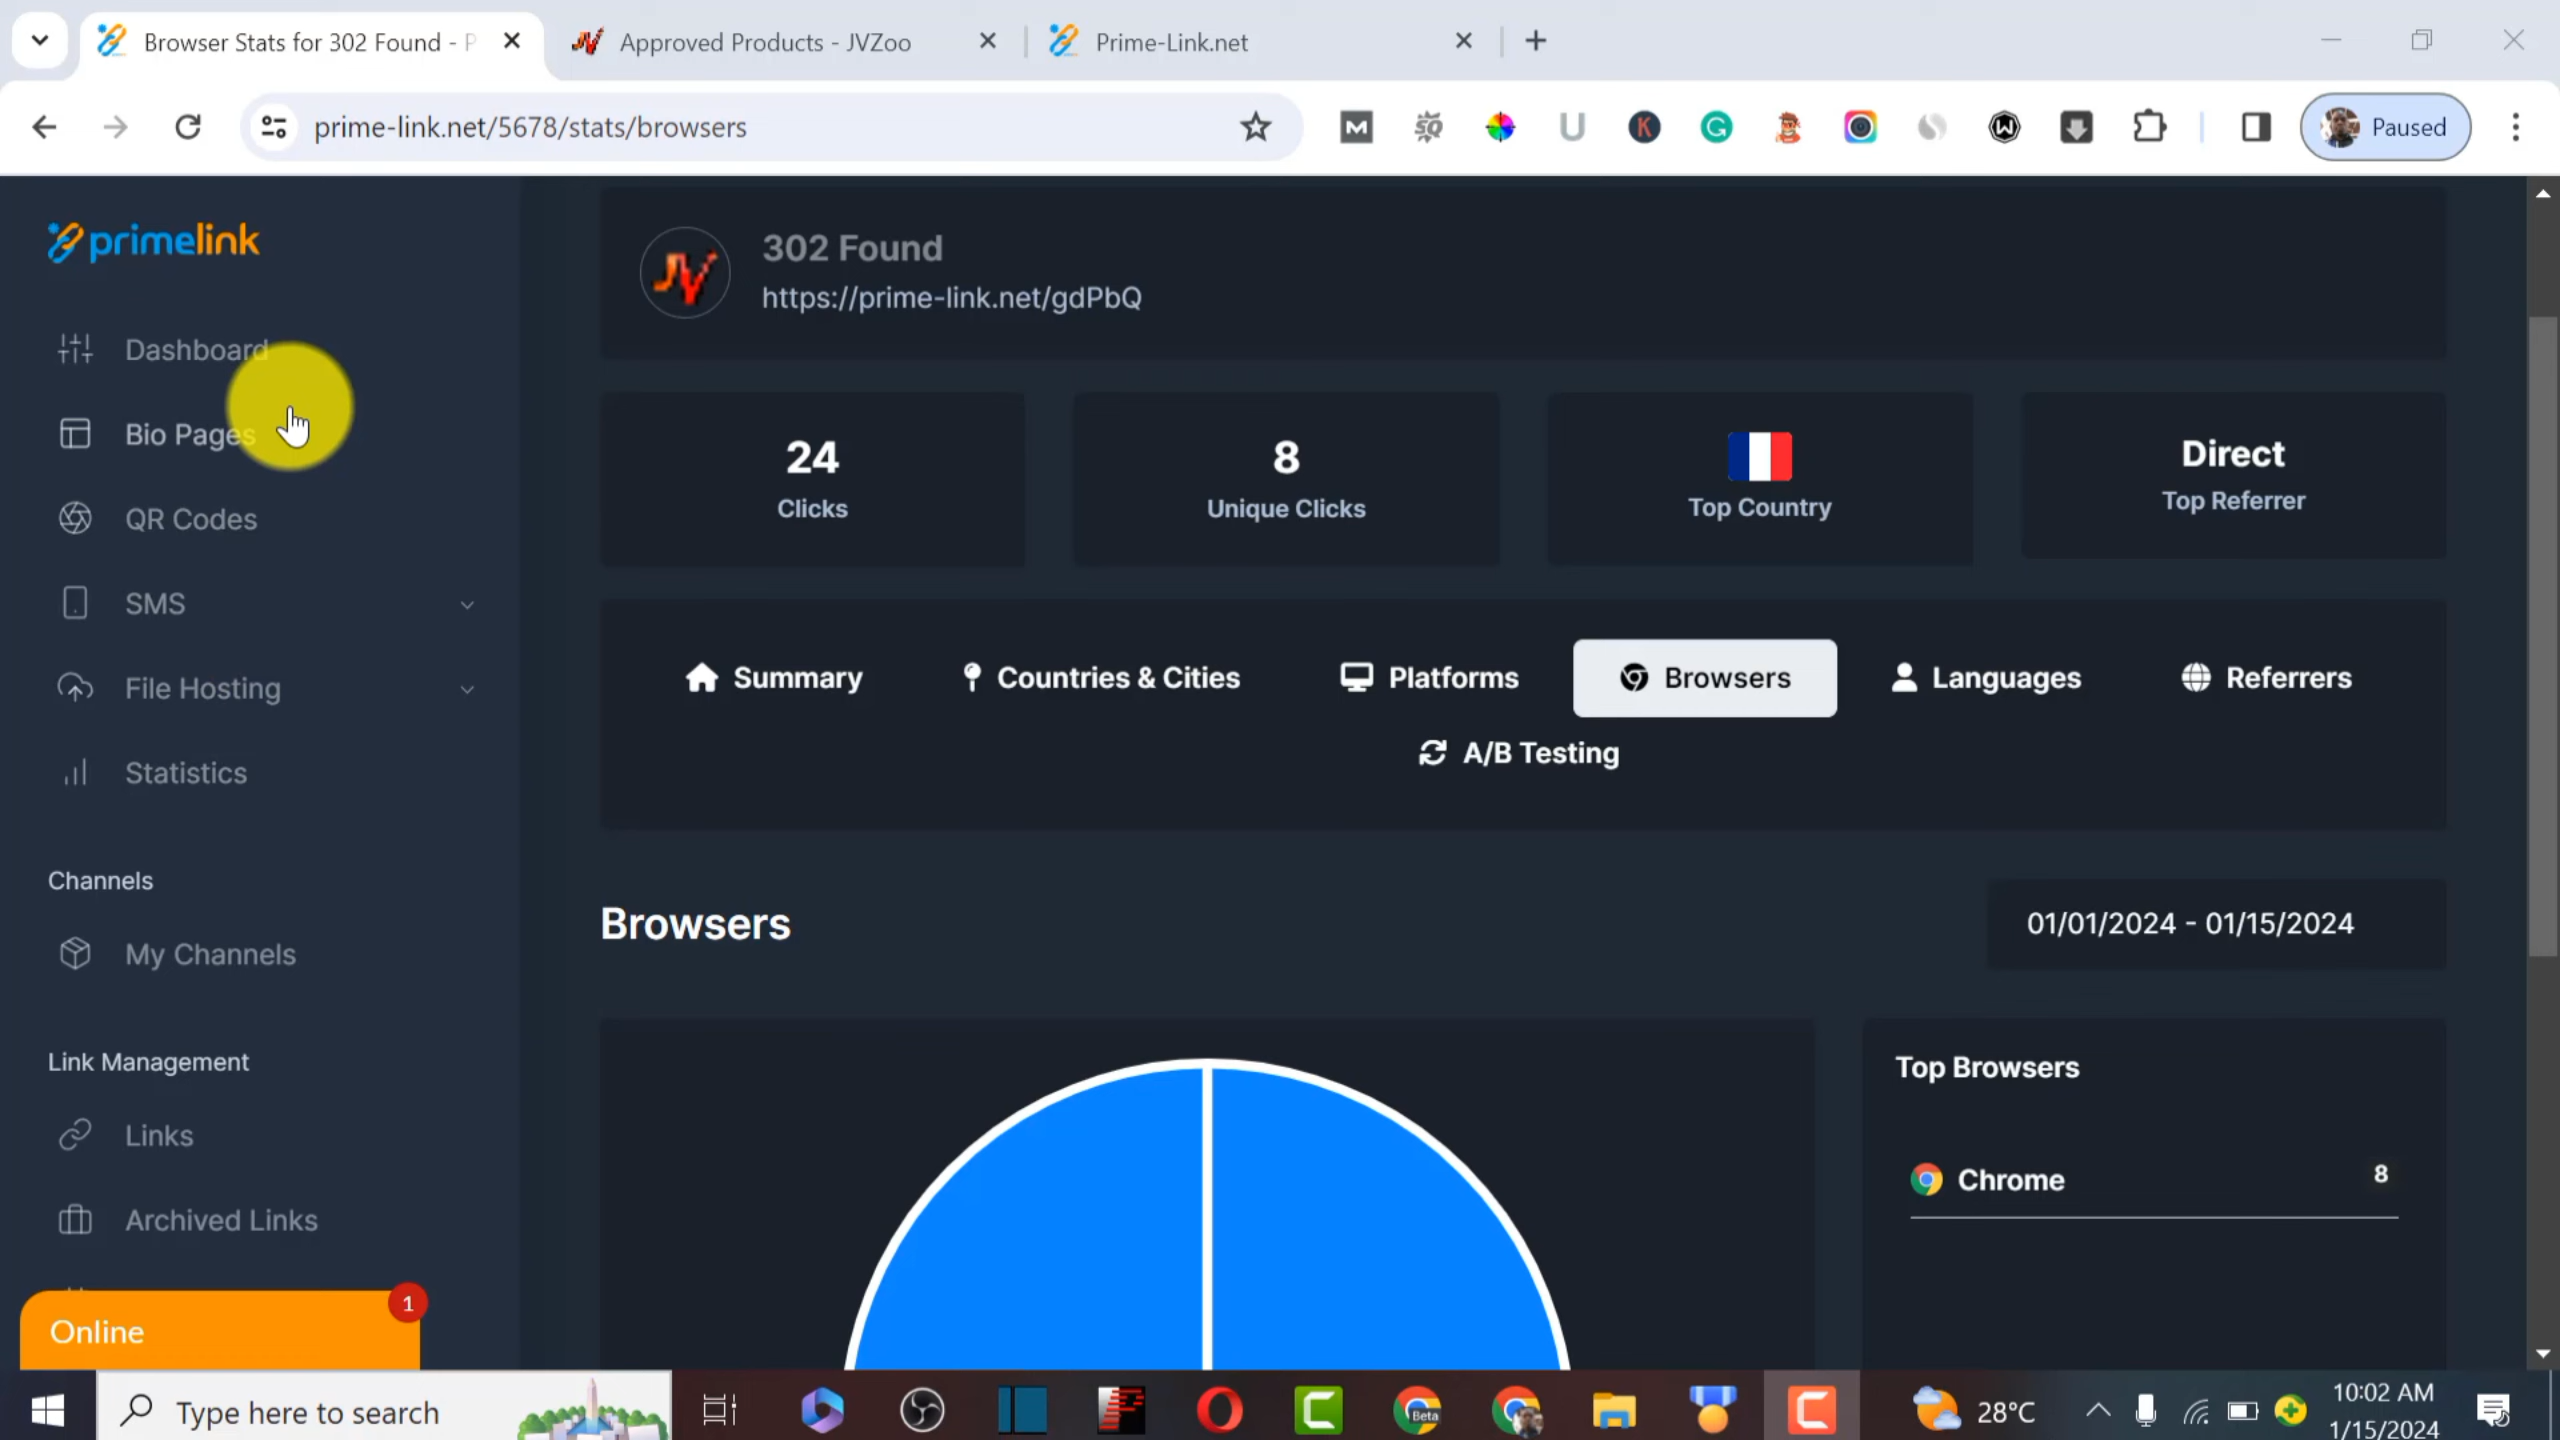 Browser Stats for 302 Found - P
Approved Products - JVZoo
Prime-Link.net
prime-link.net/5678/stats/browsers
Paused
primelink
Dashboard
Bio Pages
QR Codes
SMS
File Hosting
Statistics
Channels
My Channels
Link Management
Links
Archived Links
Online
1
302 Found
https://prime-link.net/gdPbQ
24
Clicks
8
Unique Clicks
Top Country
Direct
Top Referrer
Summary
Countries & Cities
Platforms
Browsers
Languages
Referrers
A/B Testing
Browsers
01/01/2024 - 01/15/2024
Top Browsers
Chrome
8
Type here to search
Beta
28°C
10:02 AM
1/15/2024